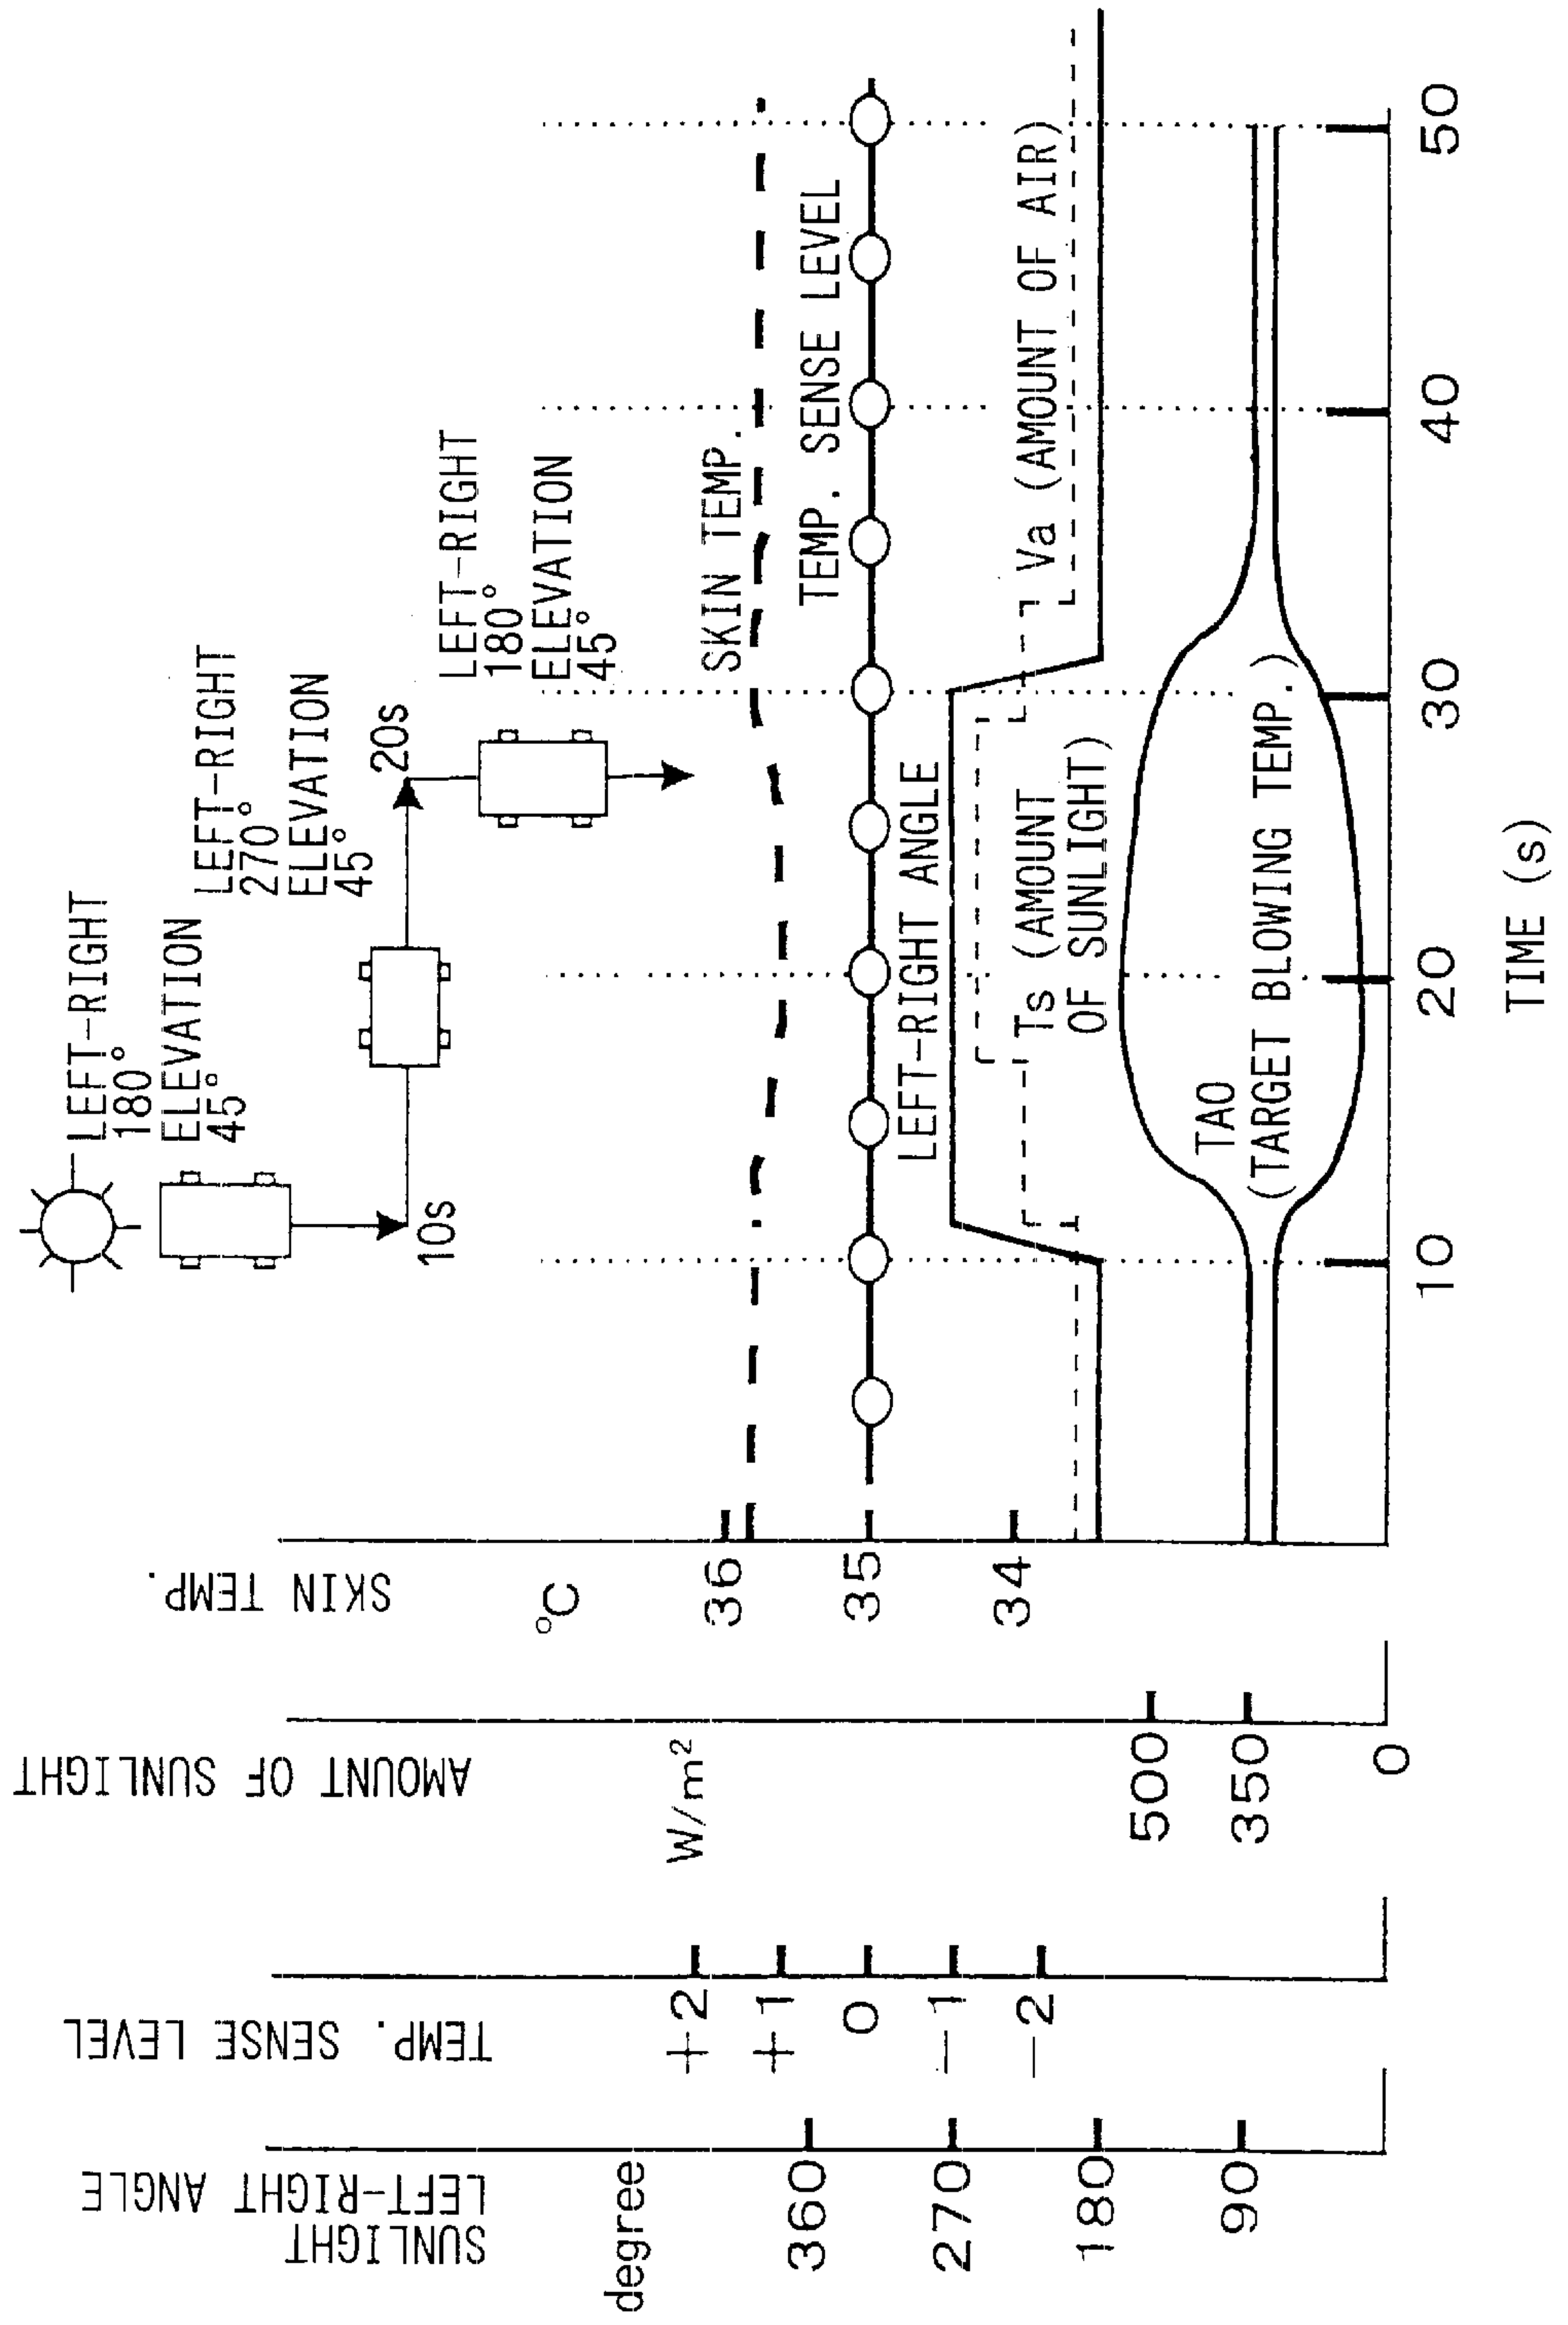 SUNLIGHT
LEFT-RIGHT ANGLE
degree
360
270
180
90
TEMP. SENSE LEVEL
+2
+1
0
-1
-2
AMOUNT OF SUNLIGHT
W/m²
500
350
0
SKIN TEMP.
°C
36
35
34
LEFT-RIGHT
180°
ELEVATION
45°
10s
LEFT-RIGHT
270°
ELEVATION
45°
20s
LEFT-RIGHT
180°
ELEVATION
45°
SKIN TEMP.
TEMP. SENSE LEVEL
LEFT-RIGHT ANGLE
Va (AMOUNT OF AIR)
Ts (AMOUNT
OF SUNLIGHT)
TAO
(TARGET BLOWING TEMP.)
10
20
30
40
50
TIME (s)